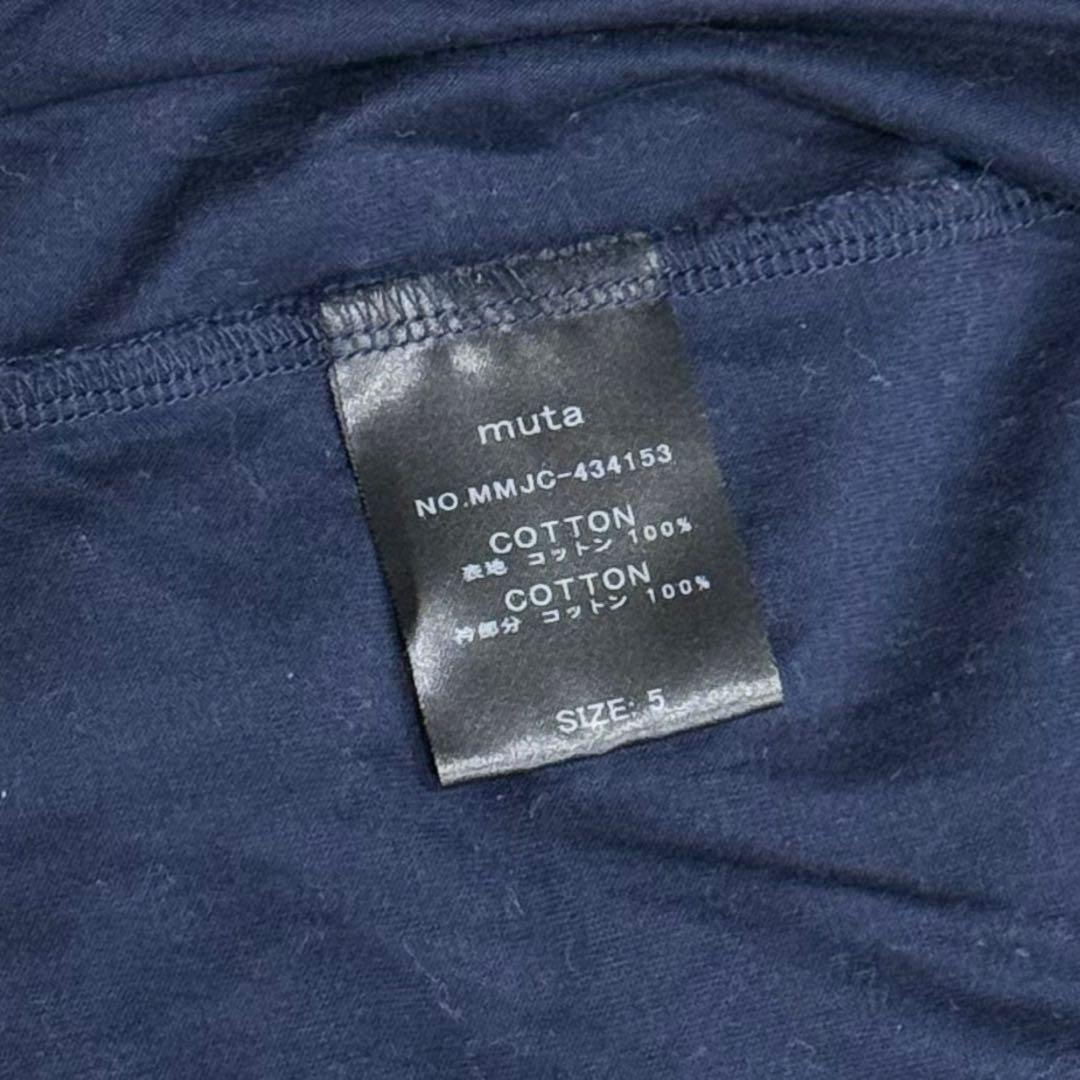 muta
NO.MMJC-434153
COTTON
表地 コットン 100%
COTTON
衿部分 コットン 100%
SIZE: 5